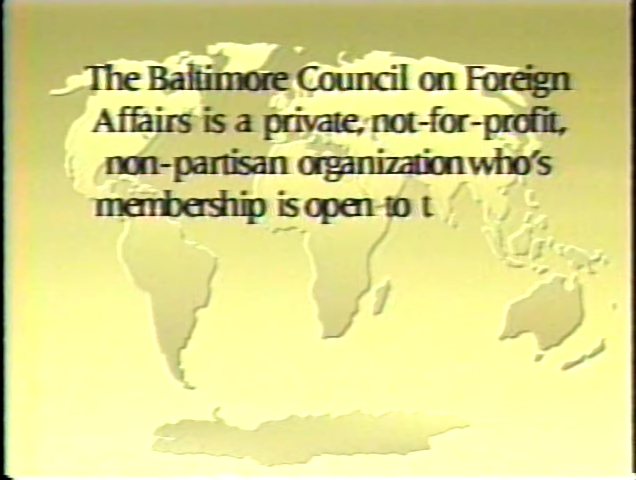 The Baltimore Council on Foreign
Affairs is a private, not-for-profit,
non-partisan organization who's
membership is open to t